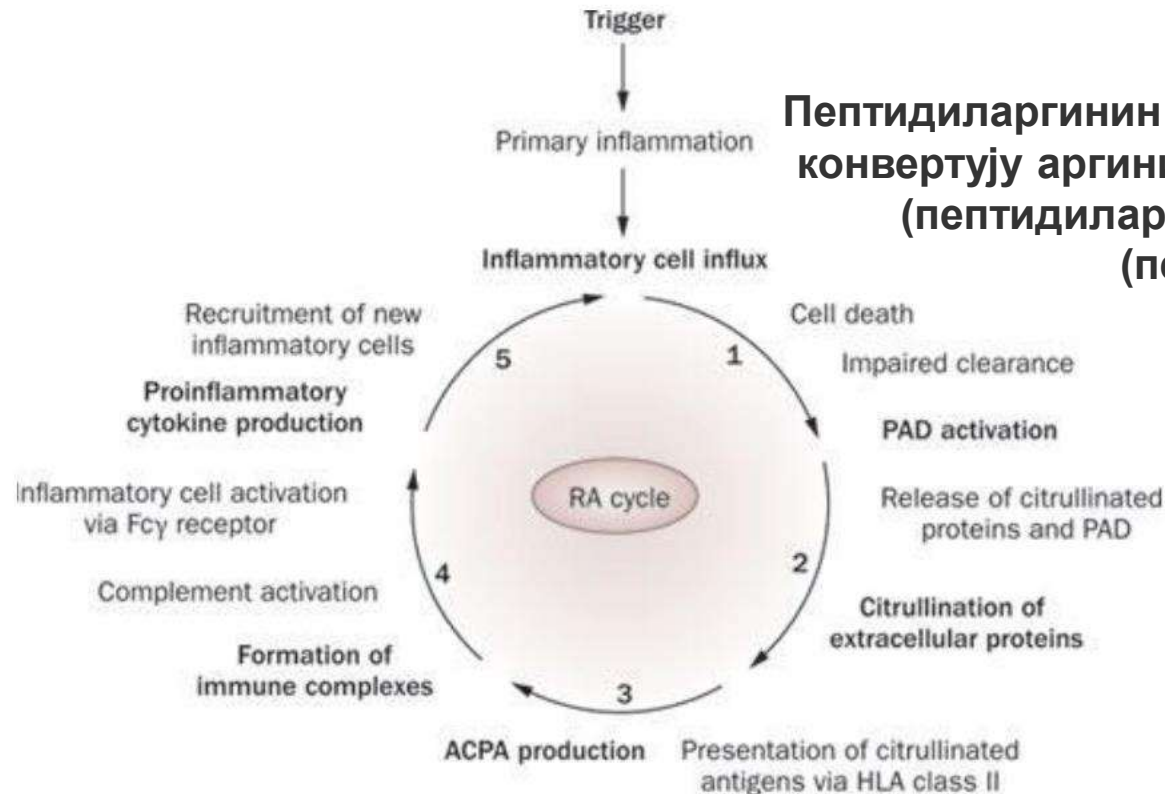 Trigger
Primary inflammation
Пептидиларгинин
конвертују
(пептидилар
Inflammatory cell influx
Recruitment of new
inflammatory cells
Cell death
5
1
Impaired clearance
Proinflammatory
cytokine production
PAD activation
RA cycle
Inflammatory cell activation
via Fcγ receptor
Release of citrullinated
proteins and PAD
4
2
Complement activation
Citrullination of
extracellular proteins
Formation of
immune complexes
3
ACPA production
Presentation of citrullinated
antigens via HLA class II